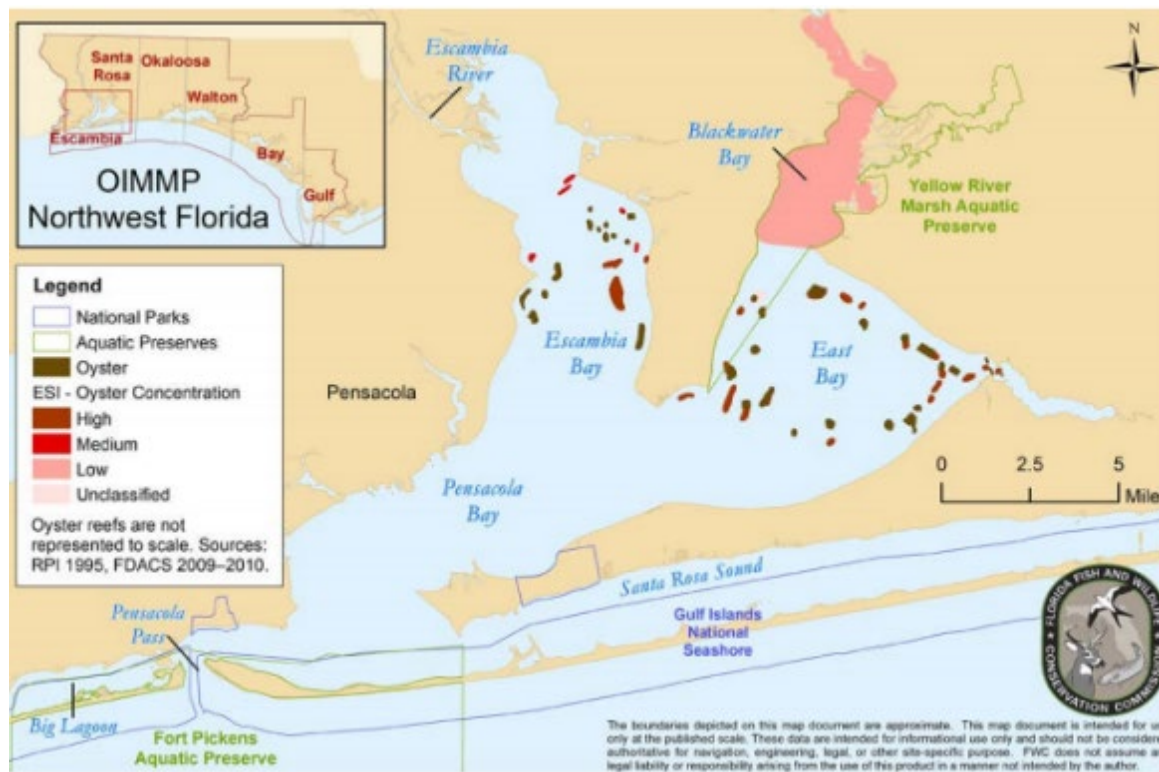 Santa
Rosa
Okaloosa
Walton
Escambia
Bay
Gulf
OIMMP
Northwest Florida
Escambia
River
Blackwater
Bay
N
Yellow River
Marsh Aquatic
Preserve
Legend
National Parks
Aquatic Preserves
Oyster
ESI - Oyster Concentration
High
Medium
Low
Unclassified
Oyster reefs are not
represented to scale. Sources:
RPI 1995, FDACS 2009–2010.
Escambia
Bay
East
Bay
Pensacola
0 2.5 5
Mile
Pensacola
Bay
Santa Rosa Sound
Pensacola
Pass
Gulf Islands
National
Seashore
Big Lagoon
Fort Pickens
Aquatic Preserve
FLORIDA FISH AND WILDLIFE
CONSERVATION COMMISSION
The boundaries depicted on this map document are approximate. This map document is intended for u
only at the published scale. These data are intended for informational use only and should not be considere
authoritative for navigation, engineering, legal, or other site-specific purpose. FWC does not assume a
legal liability or responsibility arising from the use of this product in a manner not intended by the author.